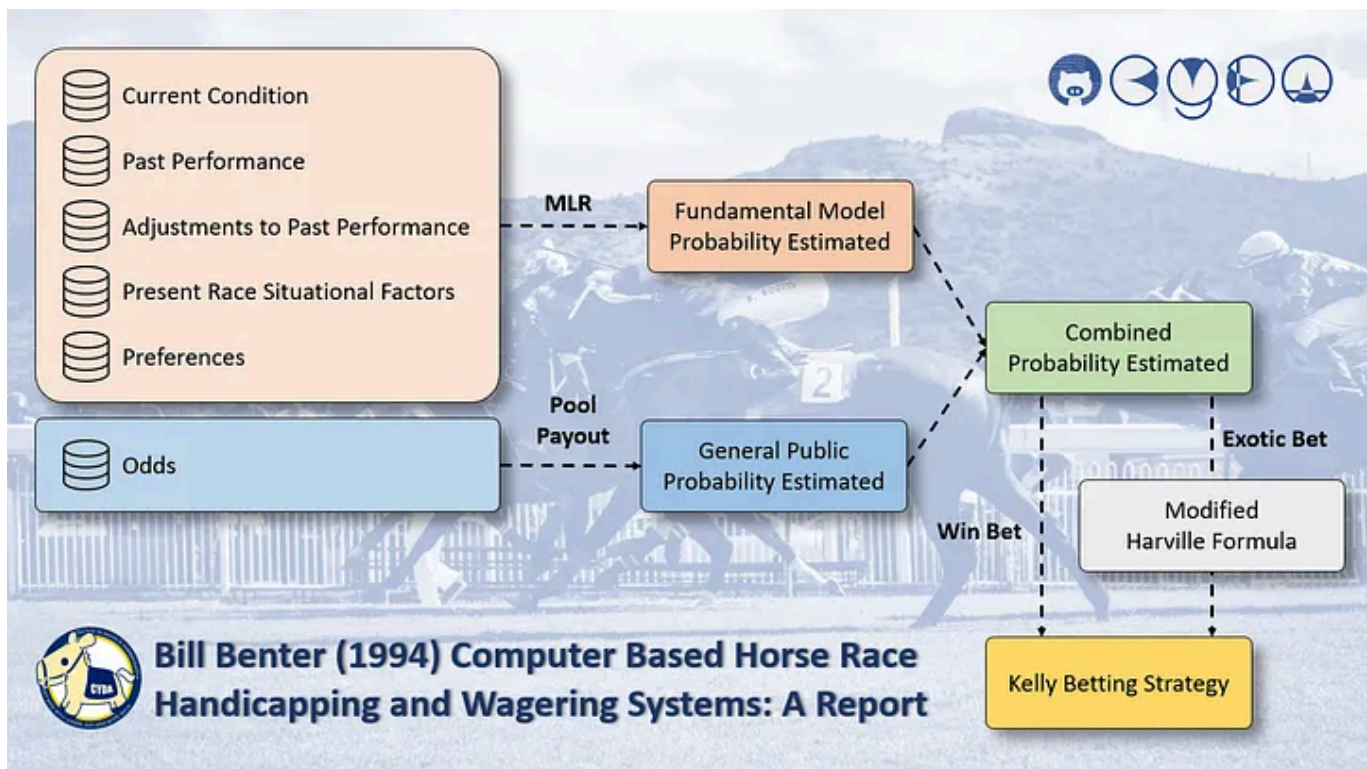 Current Condition
Past Performance
Adjustments to Past Performance
Present Race Situational Factors
Preferences
MLR
Fundamental Model
Probability Estimated
Odds
Pool
Payout
General Public
Probability Estimated
Combined
Probability Estimated
Win Bet
Exotic Bet
Modified
Harville Formula
Kelly Betting Strategy
2
CYDA
Bill Benter (1994) Computer Based Horse Race
Handicapping and Wagering Systems: A Report